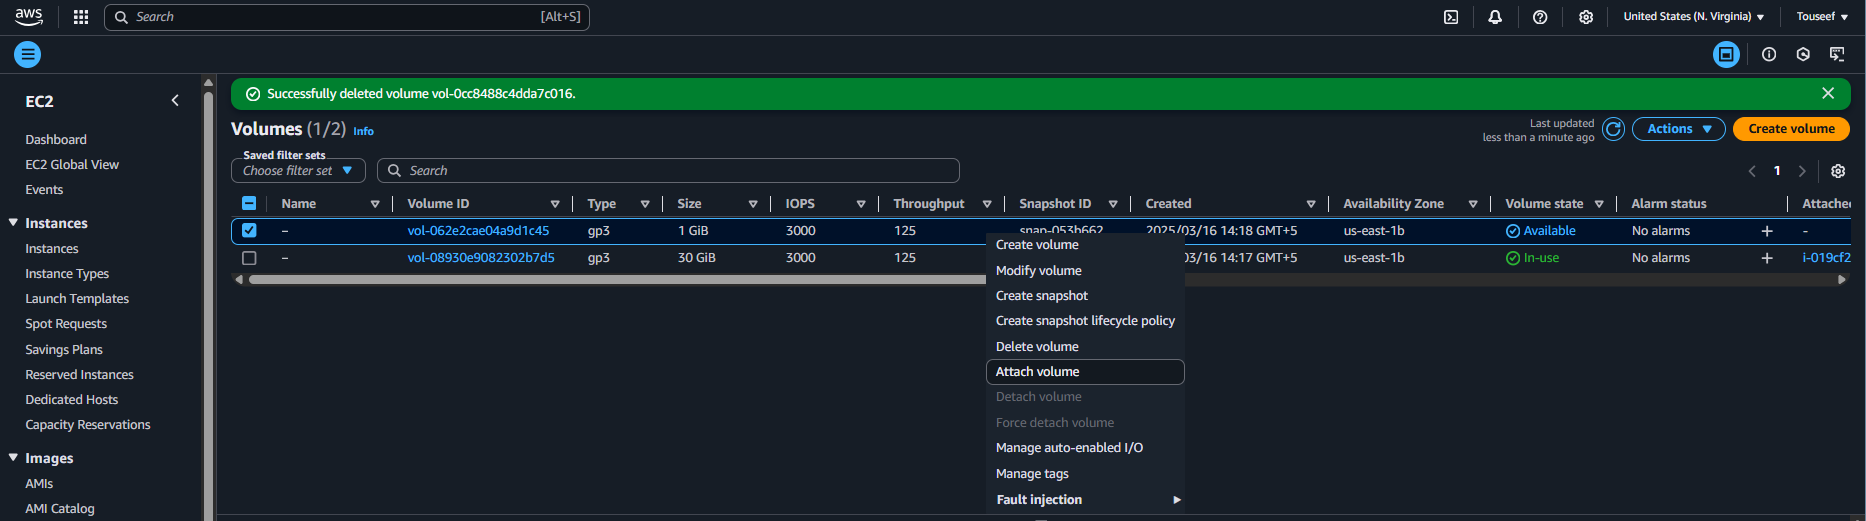 aws Search [Alt+S] United States (N. Virginia) Touseef
EC2
Dashboard
EC2 Global View
Events
Instances
Instances
Instance Types
Launch Templates
Spot Requests
Savings Plans
Reserved Instances
Dedicated Hosts
Capacity Reservations
Images
AMIs
AMI Catalog
Successfully deleted volume vol-0cc8488c4dda7c016.
Volumes (1/2) Info
Last updated
less than a minute ago
Actions
Create volume
Saved filter sets
Choose filter set
Search
1
Name Volume ID Type Size IOPS Throughput Snapshot ID Created Availability Zone Volume state Alarm status Attached
– vol-062e2cae04a9d1c45 gp3 1 GiB 3000 125 snap-053b662 2025/03/16 14:18 GMT+5 us-east-1b Available No alarms + -
– vol-08930e9082302b7d5 gp3 30 GiB 3000 125 /03/16 14:17 GMT+5 us-east-1b In-use No alarms + i-019cf2
Create volume
Modify volume
Create snapshot
Create snapshot lifecycle policy
Delete volume
Attach volume
Detach volume
Force detach volume
Manage auto-enabled I/O
Manage tags
Fault injection